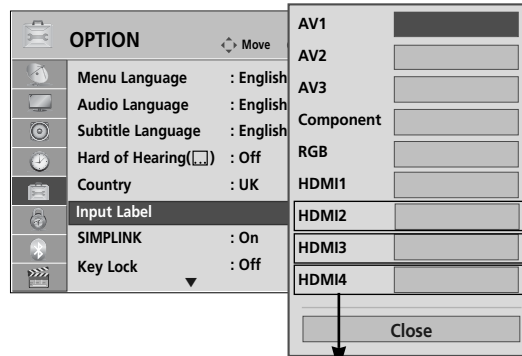 OPTION
Move
Menu Language : English
Audio Language : English
Subtitle Language : English
Hard of Hearing( ) : Off
Country : UK
Input Label
SIMPLINK : On
Key Lock : Off
AV1
AV2
AV3
Component
RGB
HDMI1
HDMI2
HDMI3
HDMI4
Close